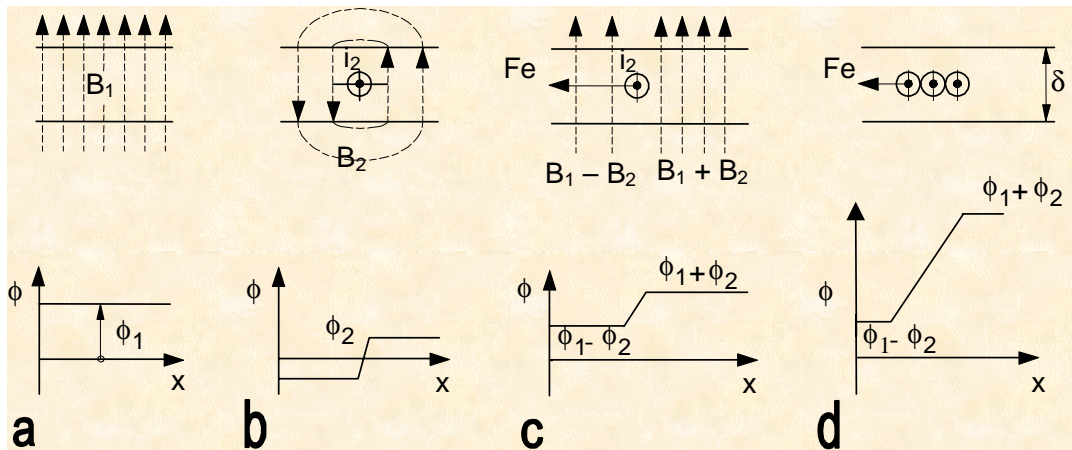 B₁
ϕ
ϕ₁
x
a
i₂
B₂
ϕ₂
x
b
Fe
i₂
B₁ – B₂
B₁ + B₂
ϕ
ϕ₁+ϕ₂
ϕ₁- ϕ₂
x
c
Fe
δ
ϕ₁+ ϕ₂
ϕ
ϕ₁- ϕ₂
x
d